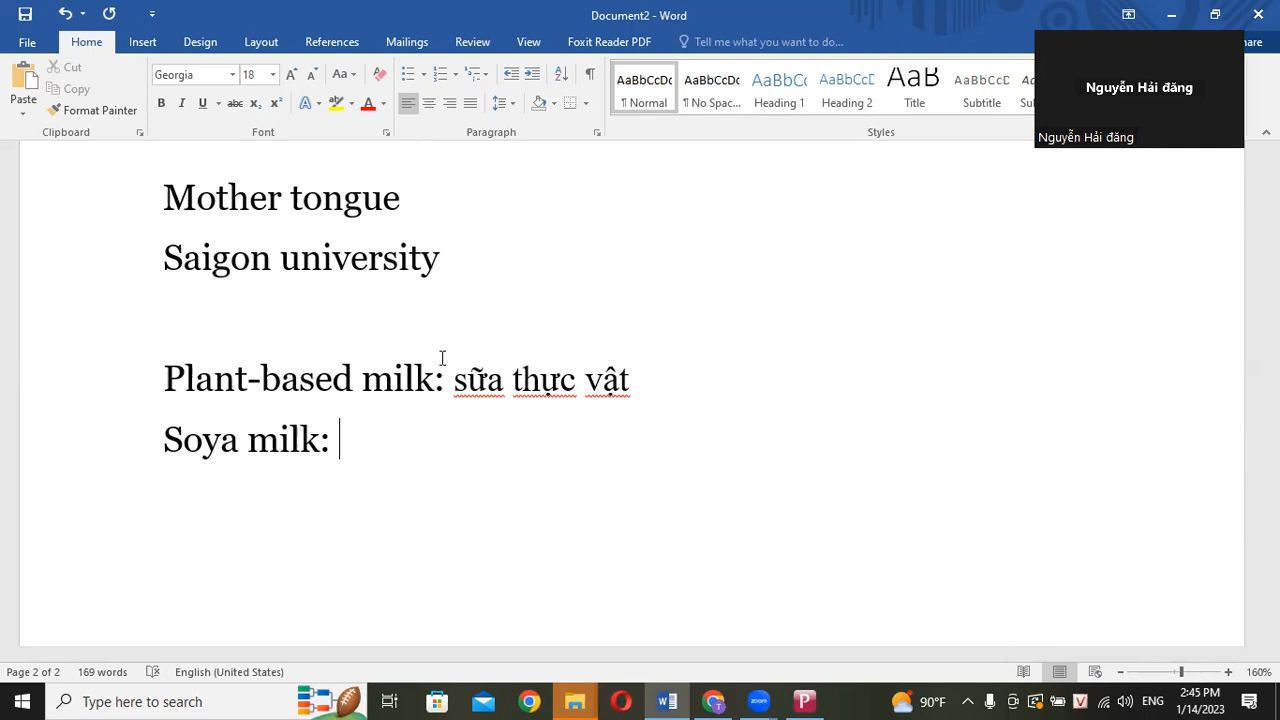 Document2 - Word
File Home Insert Design Layout References Mailings Review View Foxit Reader PDF Tell me what you want to do...
Nguyễn Hải đăng
Nguyễn Hải đăng
Paste
Cut
Copy
Format Painter
Clipboard
Georgia 18
Font
Paragraph
AaBbCcDc AaBbCcDc AaBbCc AaBbCcC AaB AaBbCcD
¶ Normal ¶ No Spac... Heading Heading 2 Title Subtitle
Styles
Mother tongue
Saigon university
Plant-based milk: sữa thực vật
Soya milk:
Page 2 of 2 169 words English (United States) 160%
Type here to search
90°F
ENG
2:45 PM
1/14/2023